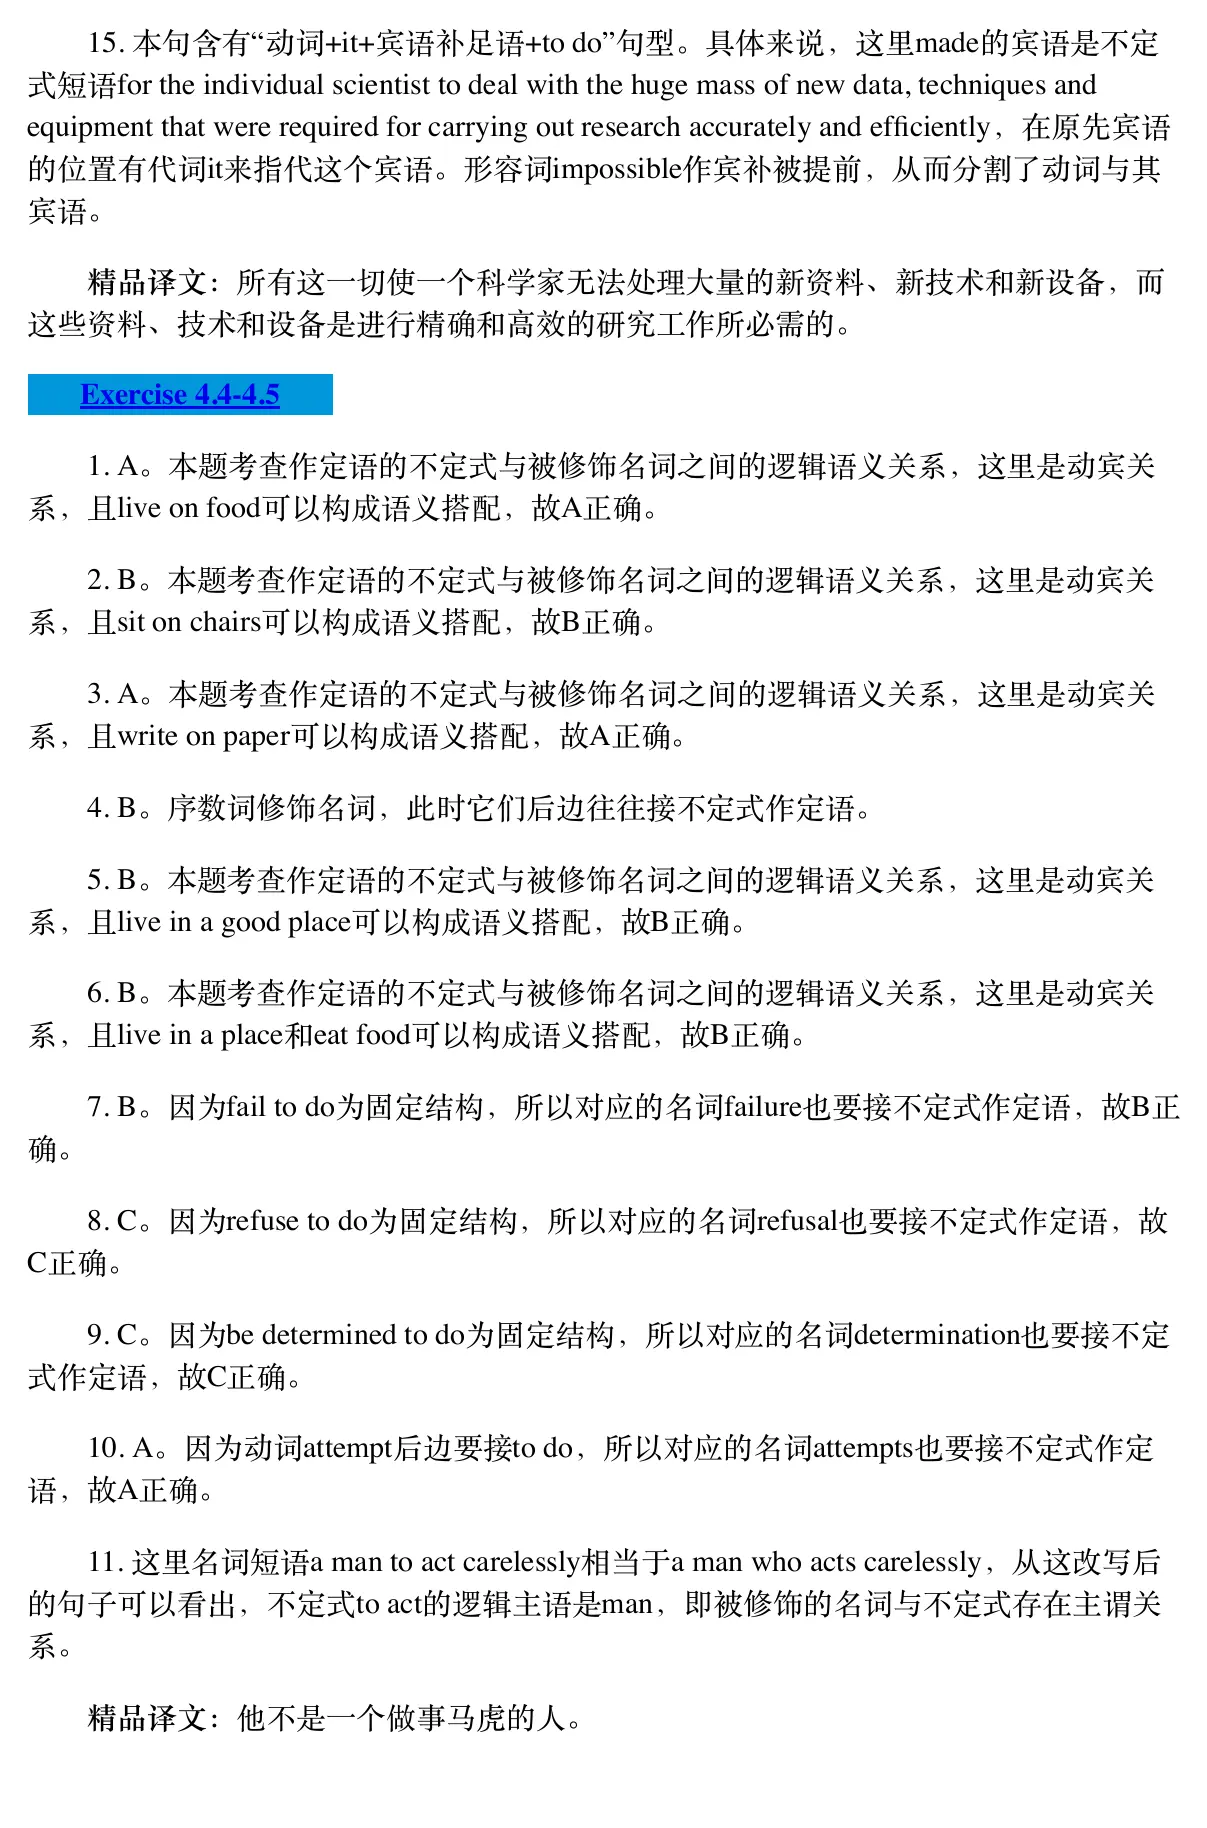 15. 本句含有“动词+it+宾语补足语+to do”句型。具体来说，这里made的宾语是不定
式短语for the individual scientist to deal with the huge mass of new data, techniques and
equipment that were required for carrying out research accurately and efficiently，在原先宾语
的位置有代词it来指代这个宾语。形容词impossible作宾补被提前，从而分割了动词与其
宾语。
精品译文：所有这一切使一个科学家无法处理大量的新资料、新技术和新设备，而
这些资料、技术和设备是进行精确和高效的研究工作所必需的。
Exercise 4.4-4.5
1. A。本题考查作定语的不定式与被修饰名词之间的逻辑语义关系，这里是动宾关
系，且live on food可以构成语义搭配，故A正确。
2. B。本题考查作定语的不定式与被修饰名词之间的逻辑语义关系，这里是动宾关
系，且sit on chairs可以构成语义搭配，故B正确。
3. A。本题考查作定语的不定式与被修饰名词之间的逻辑语义关系，这里是动宾关
系，且write on paper可以构成语义搭配，故A正确。
4. B。序数词修饰名词，此时它们后边往往接不定式作定语。
5. B。本题考查作定语的不定式与被修饰名词之间的逻辑语义关系，这里是动宾关
系，且live in a good place可以构成语义搭配，故B正确。
6. B。本题考查作定语的不定式与被修饰名词之间的逻辑语义关系，这里是动宾关
系，且live in a place和eat food可以构成语义搭配，故B正确。
7. B。因为fail to do为固定结构，所以对应的名词failure也要接不定式作定语，故B正
确。
8. C。因为refuse to do为固定结构，所以对应的名词refusal也要接不定式作定语，故
C正确。
9. C。因为be determined to do为固定结构，所以对应的名词determination也要接不定
式作定语，故C正确。
10. A。因为动词attempt后边要接to do，所以对应的名词attempts也要接不定式作定
语，故A正确。
11. 这里名词短语a man to act carelessly相当于a man who acts carelessly，从这改写后
的句子可以看出，不定式to act的逻辑主语是man，即被修饰的名词与不定式存在主谓关
系。
精品译文：他不是一个做事马虎的人。